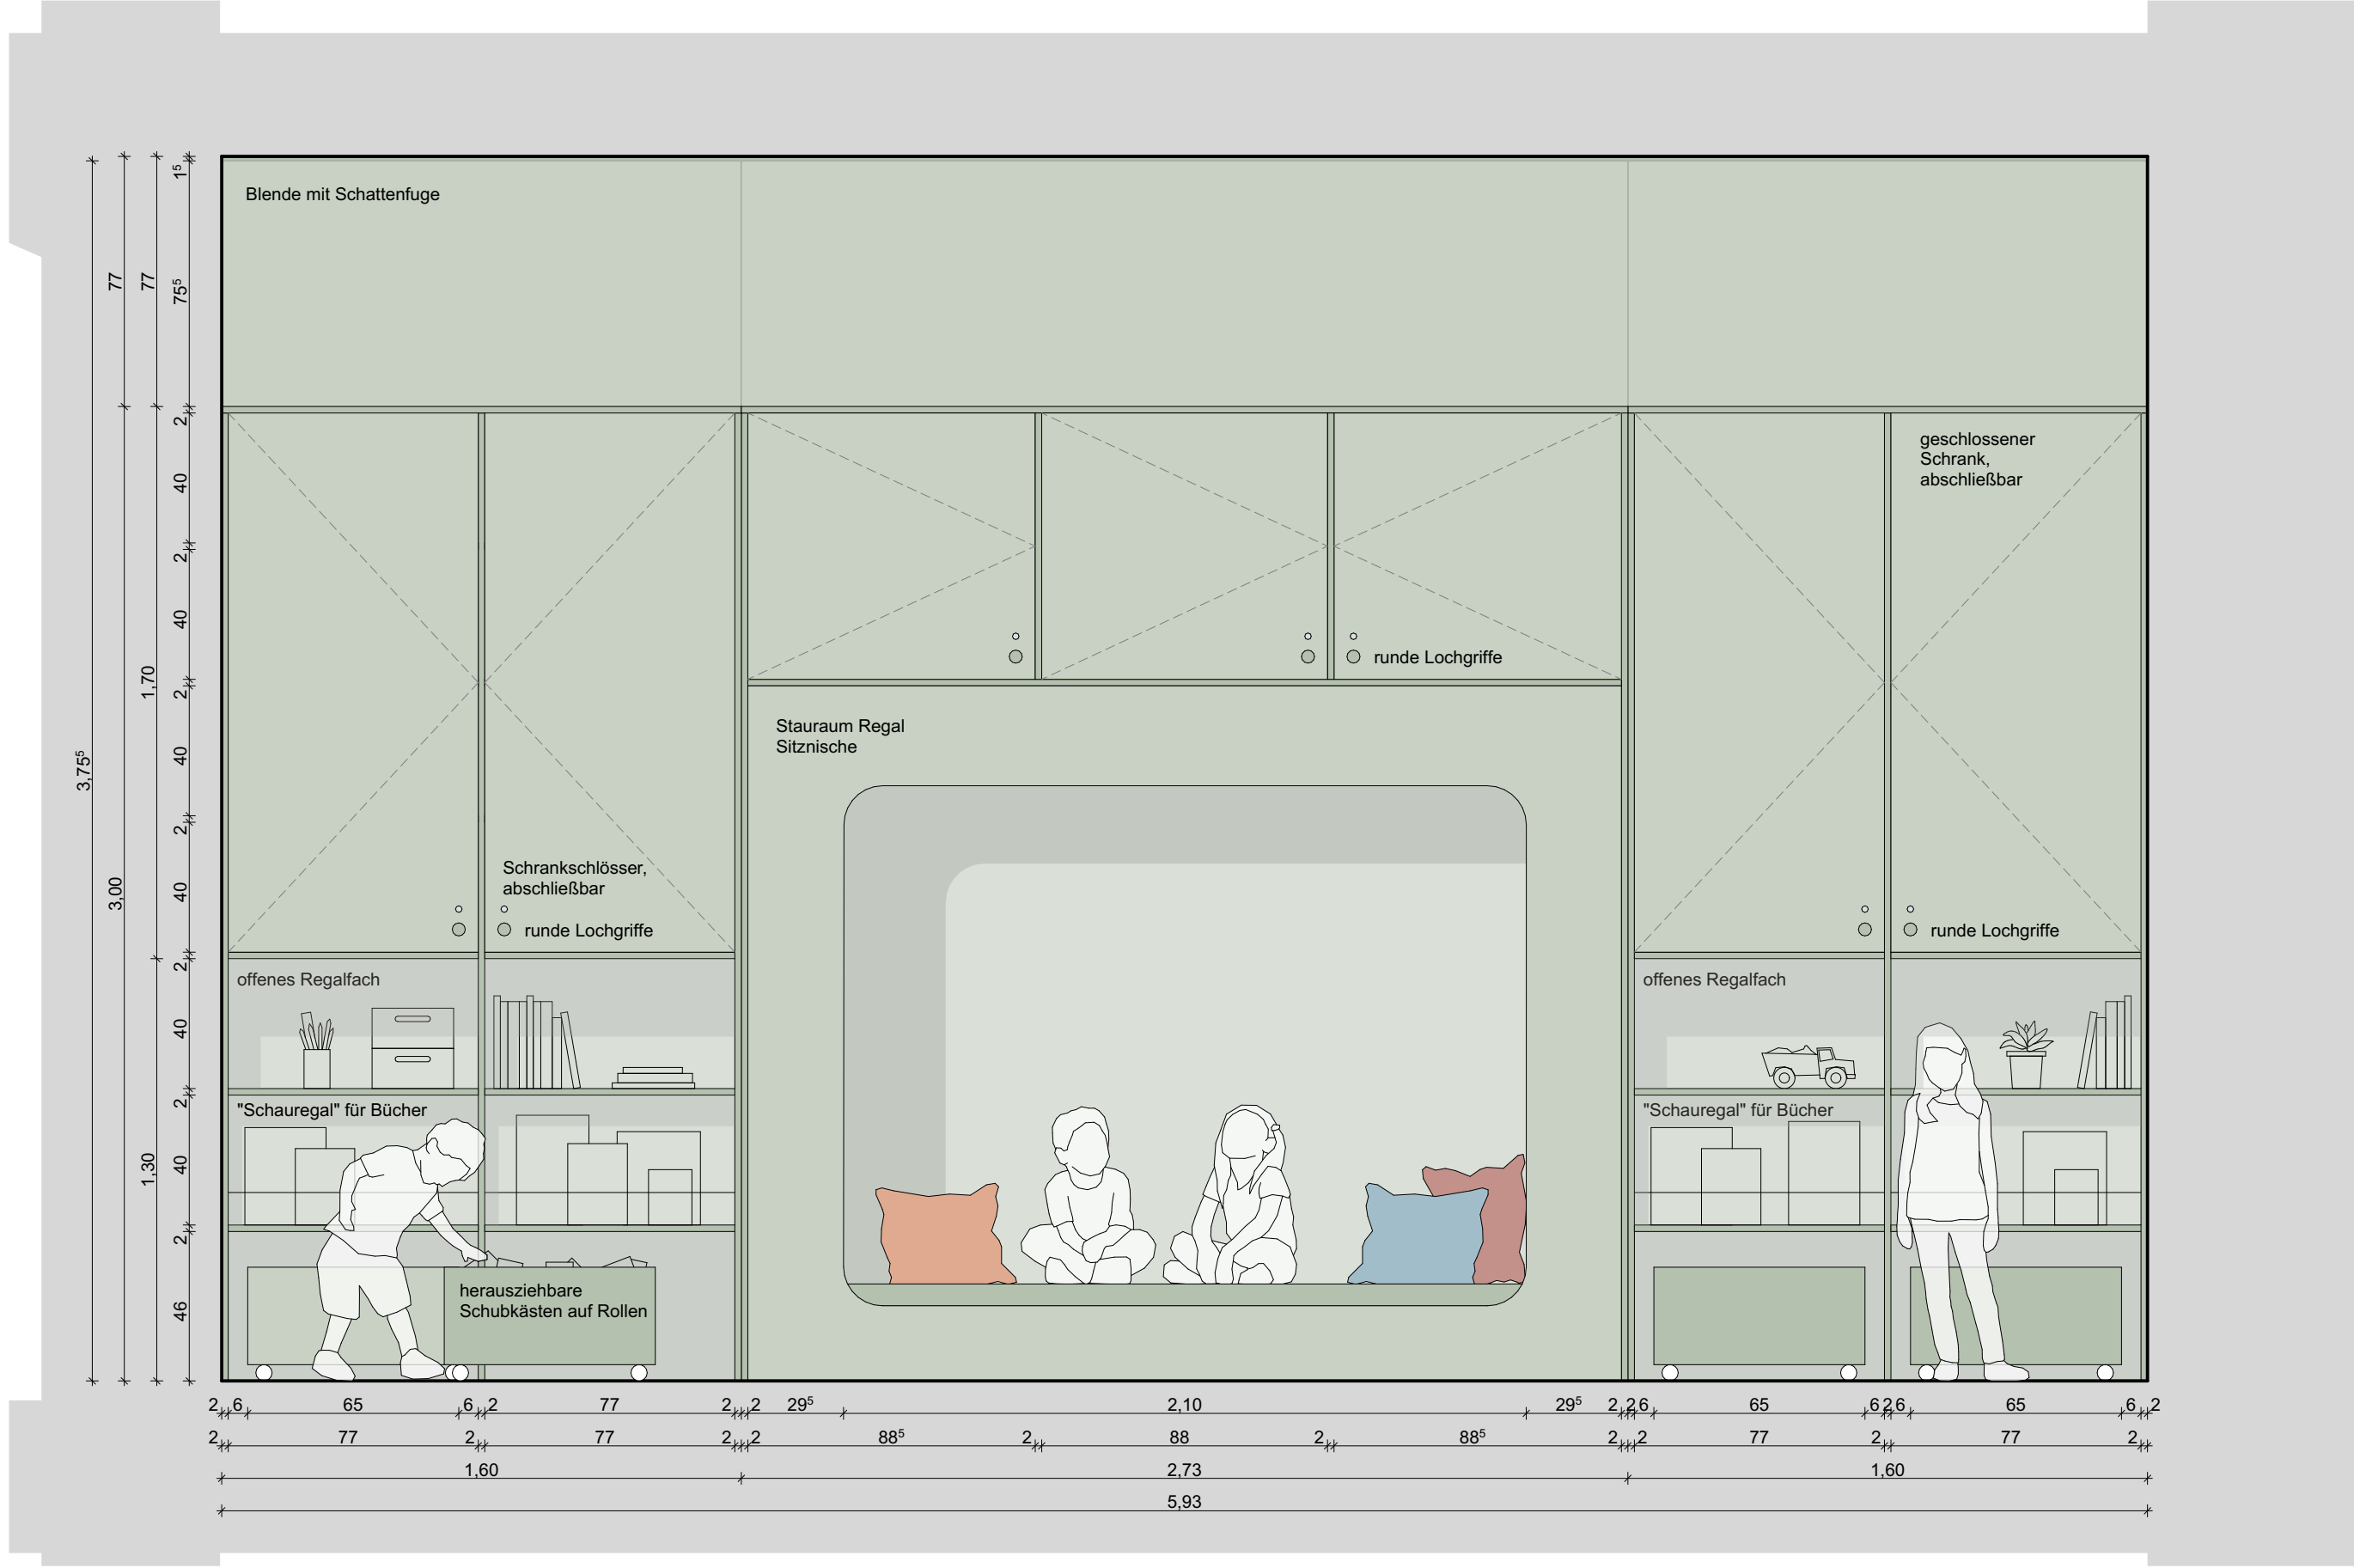 Blende mit Schattenfuge
geschlossener
Schrank,
abschließbar
runde Lochgriffe
Stauraum Regal
Sitznische
Schrankschlösser,
abschließbar
runde Lochgriffe
runde Lochgriffe
offenes Regalfach
offenes Regalfach
"Schauregal" für Bücher
"Schauregal" für Bücher
herausziehbare
Schubkästen auf Rollen
3,75⁵
77
3,00
77
1,70
1,30
1⁵
75⁵
2
40
2
40
2
40
2
40
2
40
2
40
2
46
2 6 65 6 2 77 2 2 29⁵ 2,10 29⁵ 2 2 6 65 6 2 6 65 6 2
2 77 2 77 2 2 88⁵ 2 88 2 88⁵ 2 2 77 2 77 2
1,60 2,73 1,60
5,93